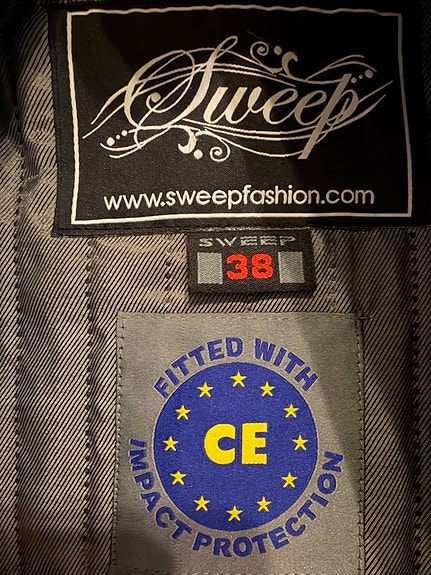 Sweep
www.sweepfashion.com
SWEEP
38
FITTED WITH
CE
IMPACT PROTECTION